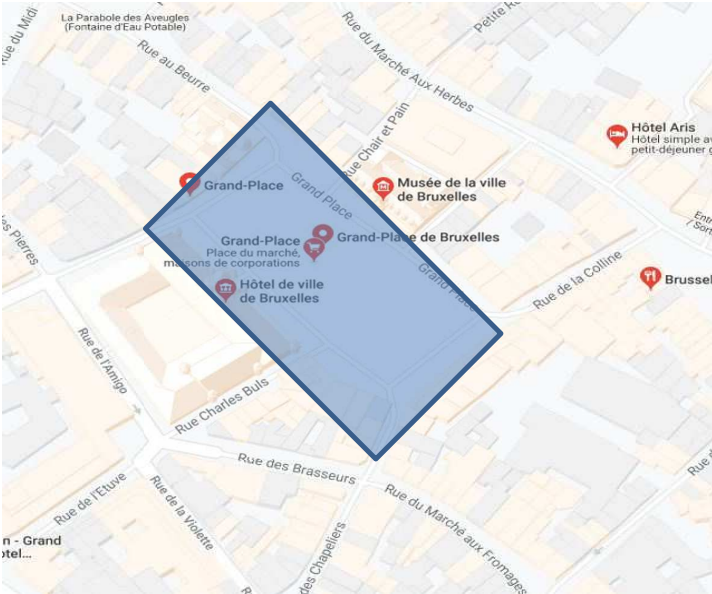 La Parabole des Aveugles
(Fontaine d'Eau Potable)
Rue du Midi
Rue au Beurre
Rue du Marché Aux Herbes
Petite
Rue Chair et Pain
Hôtel Aris
Hôtel simple
petit-déjeuner
Grand-Place
Grand Place
Musée de la ville
de Bruxelles
Pierres
Grand-Place
Place du marché,
maisons de corporations
Grand-Place de Bruxelles
Grand Place
Rue de la Colline
Hôtel de ville
de Bruxelles
Rue de l'Amigo
Rue Charles Buls
Rue des Brasseurs
Rue de l'Etuve
Rue de la Violette
Rue du Marché aux Fromages
des Chapeliers
Grand